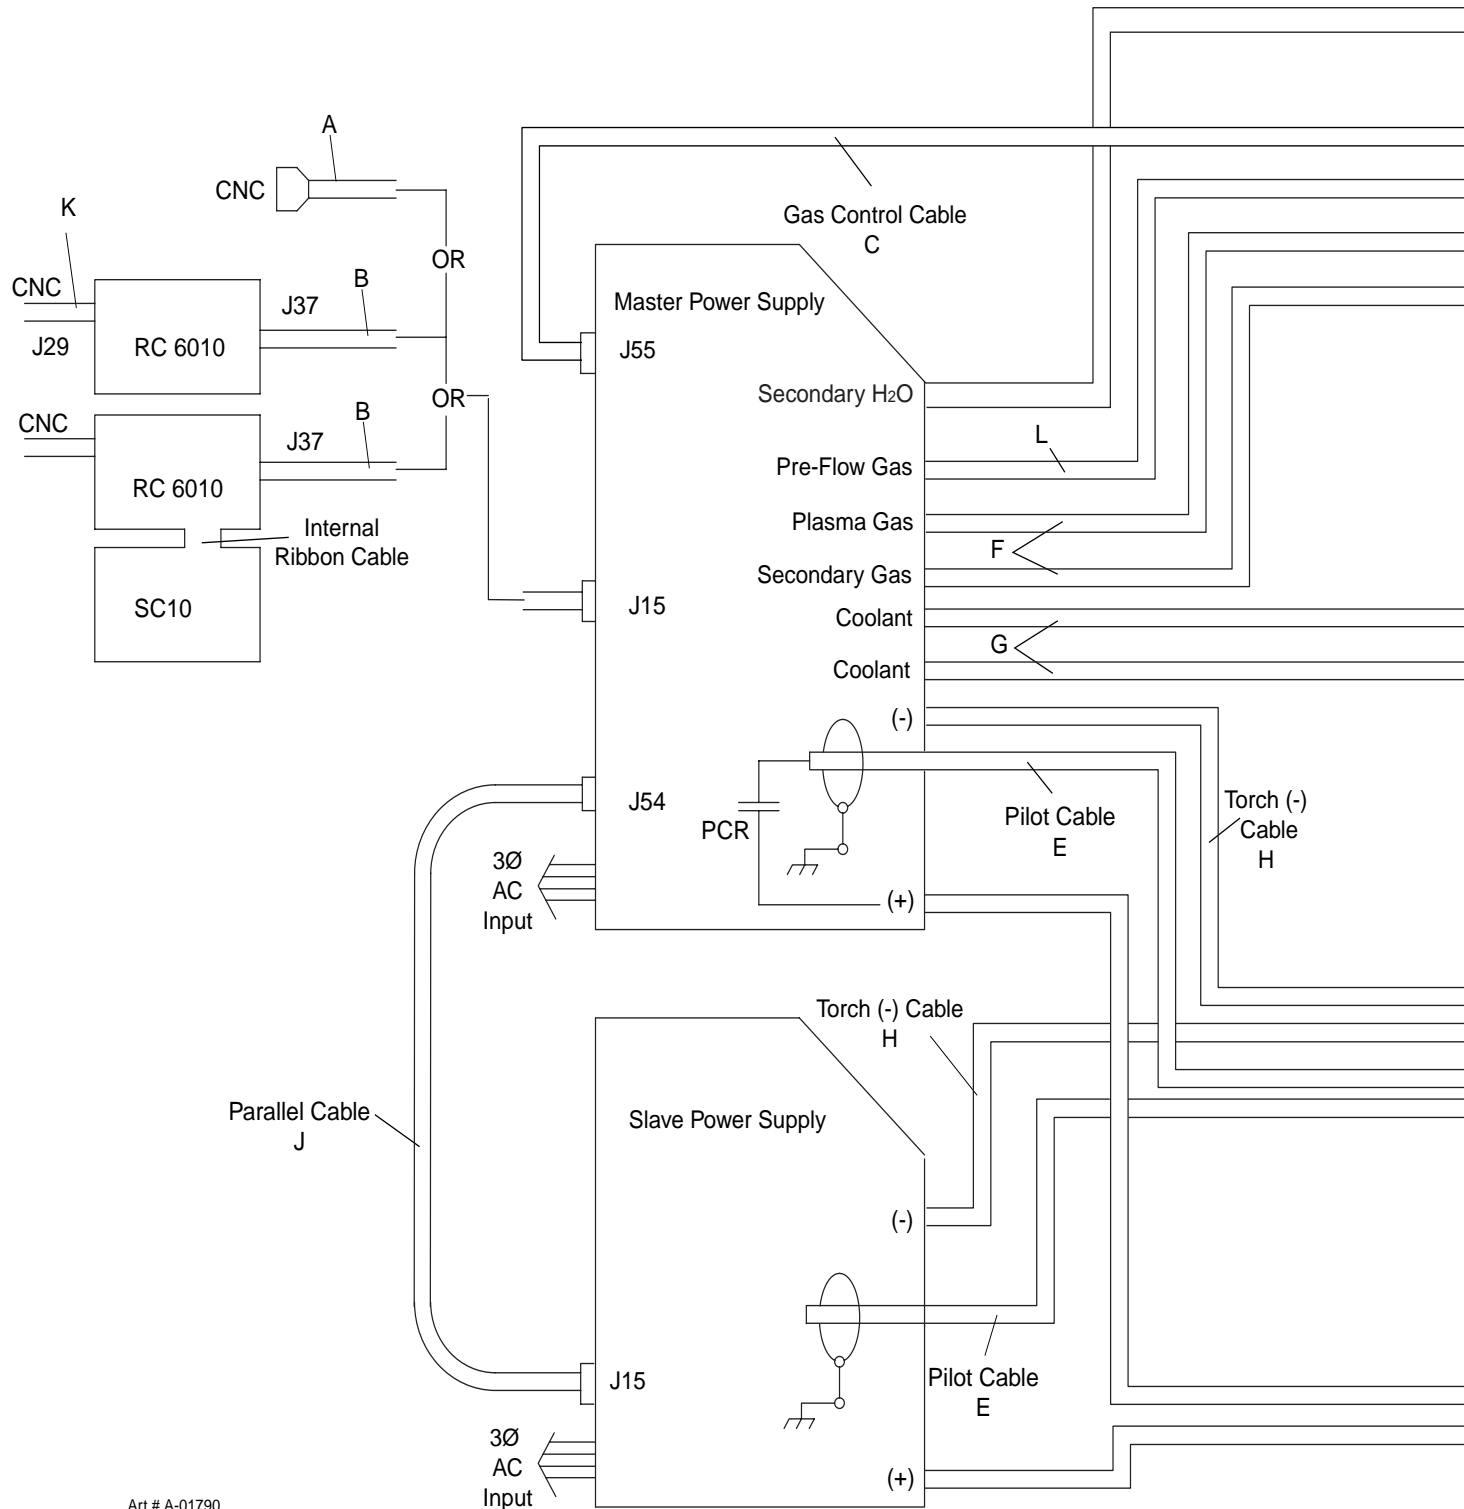 A
CNC
K
Gas Control Cable
C
OR
CNC
J37
B
Master Power Supply
J29
RC 6010
J55
Secondary H2O
OR
CNC
J37
B
L
Pre-Flow Gas
RC 6010
Plasma Gas
Internal
Ribbon Cable
F
Secondary Gas
SC10
J15
Coolant
G
Coolant
(-)
J54
PCR
Pilot Cable
E
Torch (-)
Cable
H
3Ø
AC
Input
(+)
Torch (-) Cable
H
Parallel Cable
J
Slave Power Supply
(-)
J15
Pilot Cable
E
3Ø
AC
Input
(+)
Art # A-01790